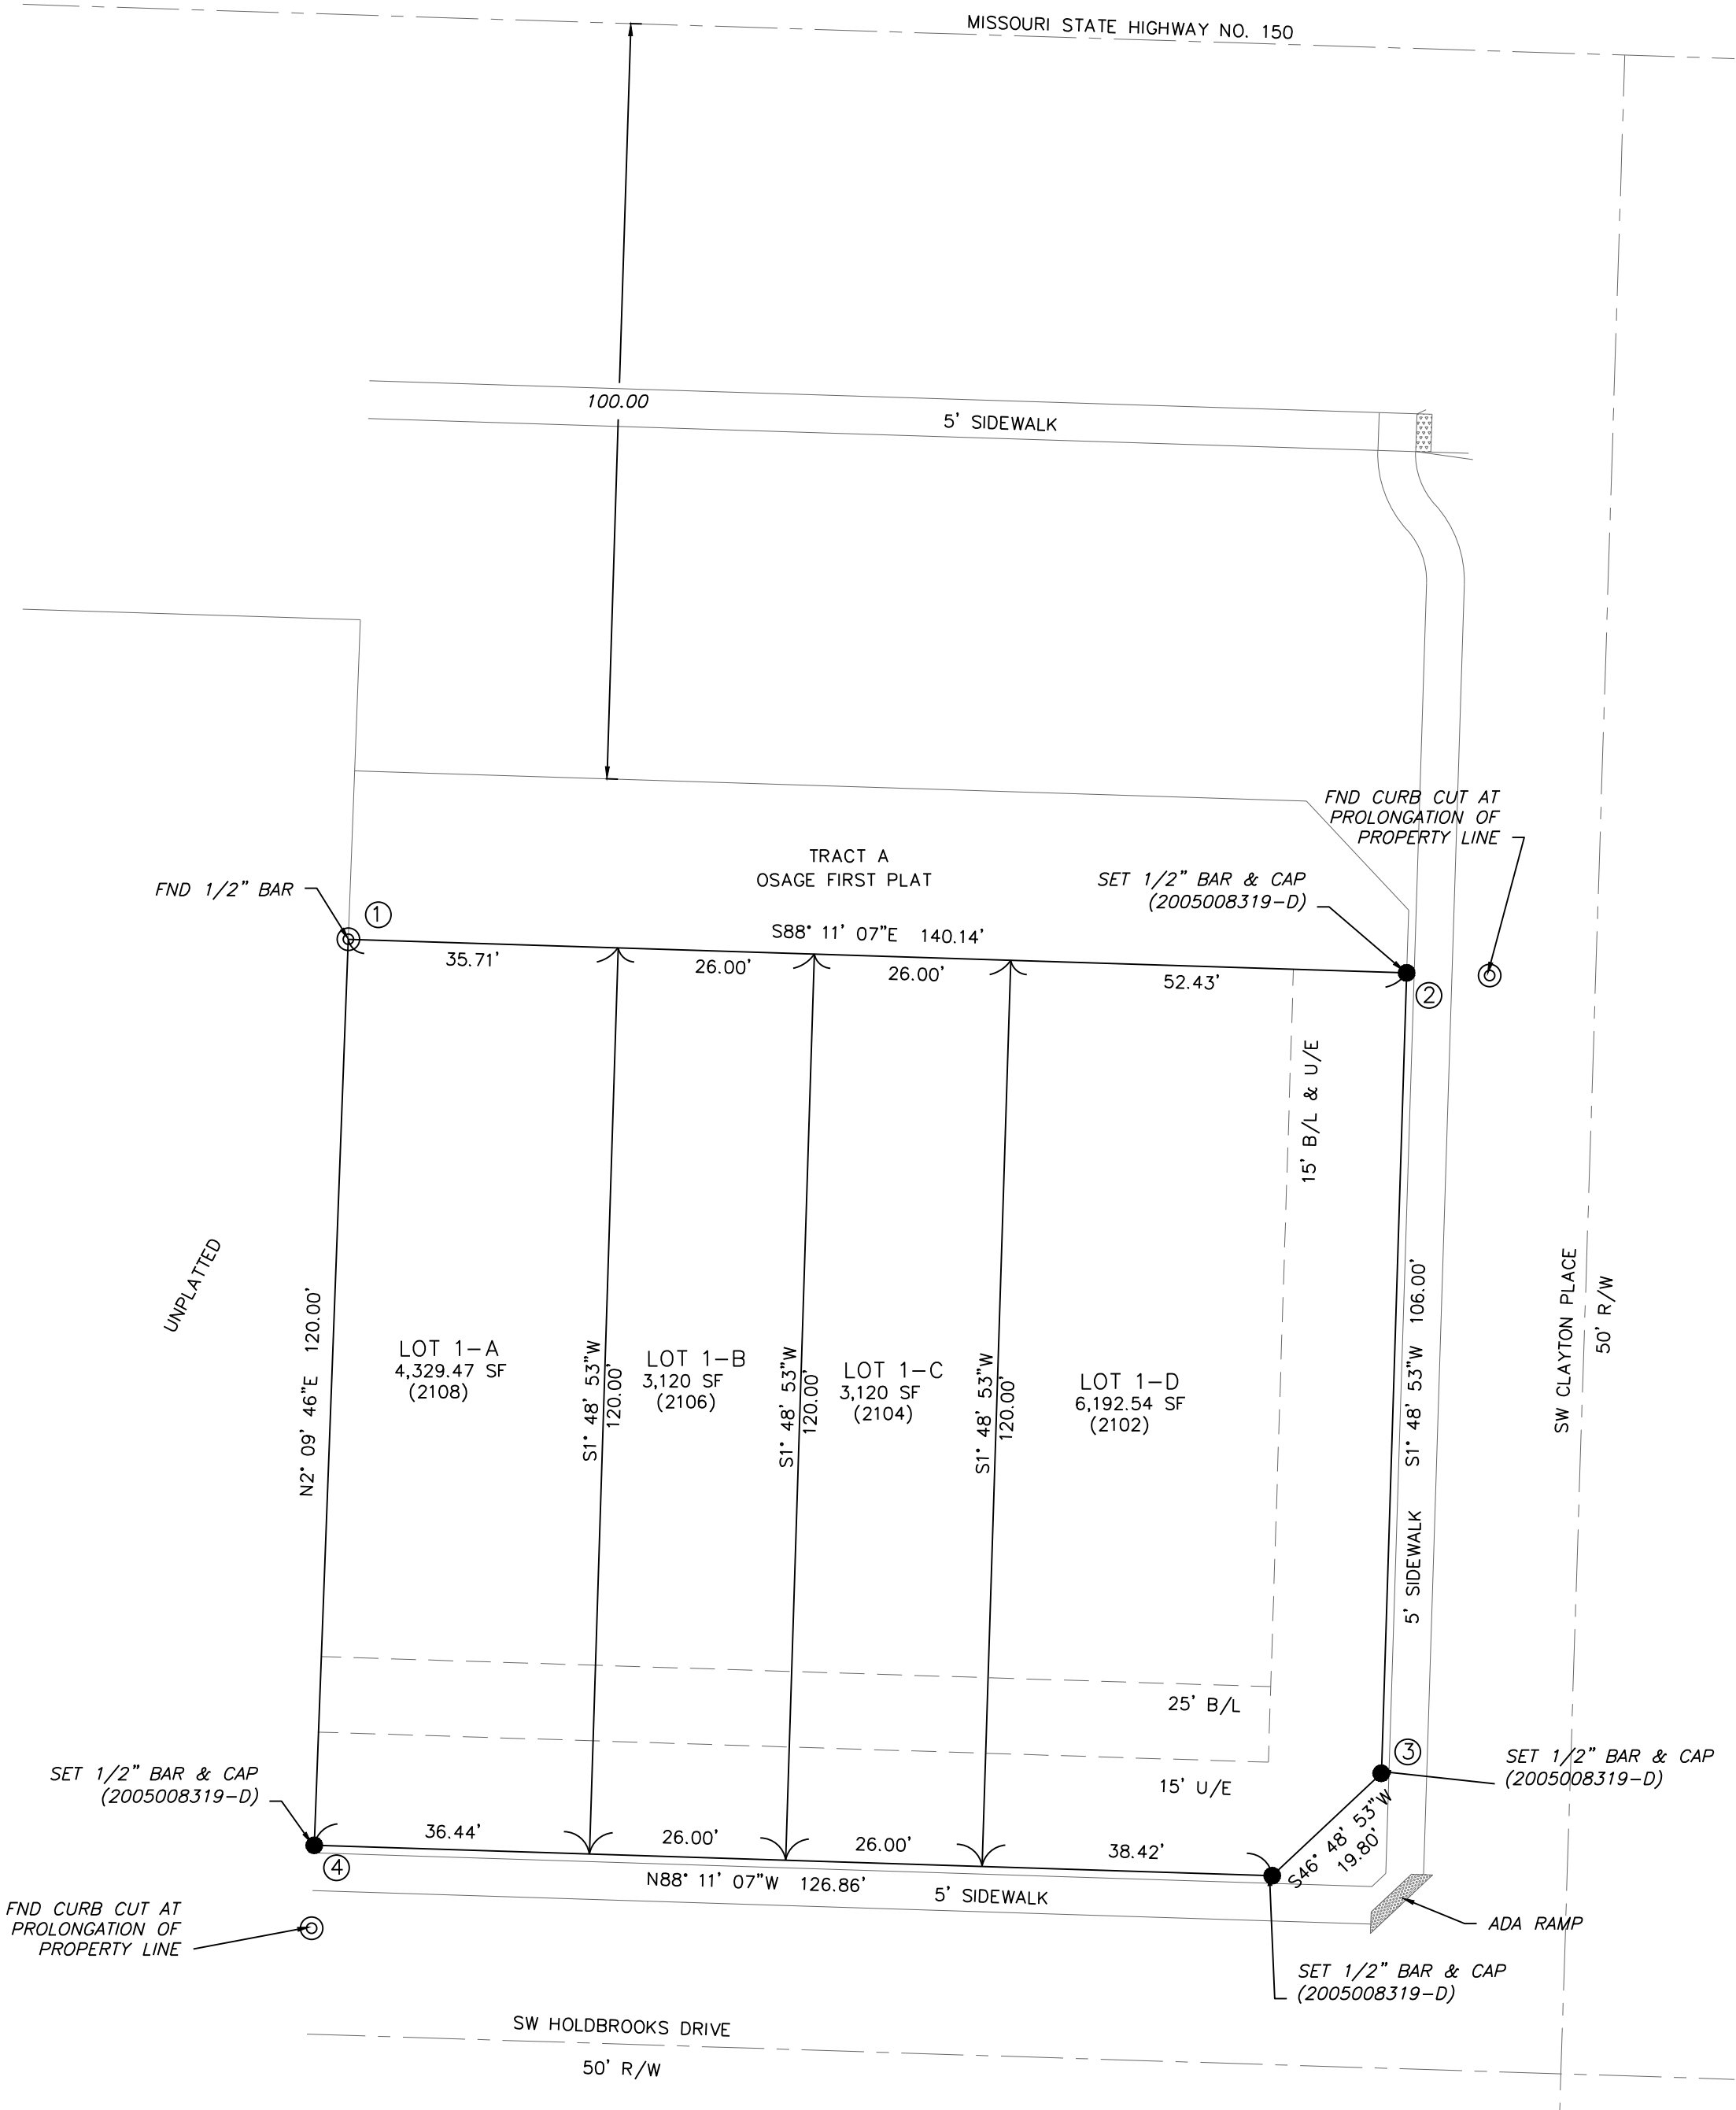 MISSOURI STATE HIGHWAY NO. 150
100.00
5' SIDEWALK
FND CURB CUT AT
PROLONGATION OF
PROPERTY LINE
TRACT A
OSAGE FIRST PLAT
SET 1/2" BAR & CAP
(2005008319-D)
FND 1/2" BAR
1
S88° 11' 07"E 140.14'
35.71'
26.00'
26.00'
52.43'
2
15' B/L & U/E
UNPLATTED
N2° 09' 46"E 120.00'
LOT 1-A
4,329.47 SF
(2108)
S1° 48' 53"W
120.00'
LOT 1-B
3,120 SF
(2106)
S1° 48' 53"W
120.00'
LOT 1-C
3,120 SF
(2104)
S1° 48' 53"W
120.00'
LOT 1-D
6,192.54 SF
(2102)
S1° 48' 53"W 106.00'
5' SIDEWALK
SW CLAYTON PLACE
50' R/W
25' B/L
15' U/E
3
SET 1/2" BAR & CAP
(2005008319-D)
SET 1/2" BAR & CAP
(2005008319-D)
4
36.44'
26.00'
26.00'
38.42'
S46° 48' 53"W
19.80'
N88° 11' 07"W 126.86'
5' SIDEWALK
FND CURB CUT AT
PROLONGATION OF
PROPERTY LINE
ADA RAMP
SET 1/2" BAR & CAP
(2005008319-D)
SW HOLDBROOKS DRIVE
50' R/W